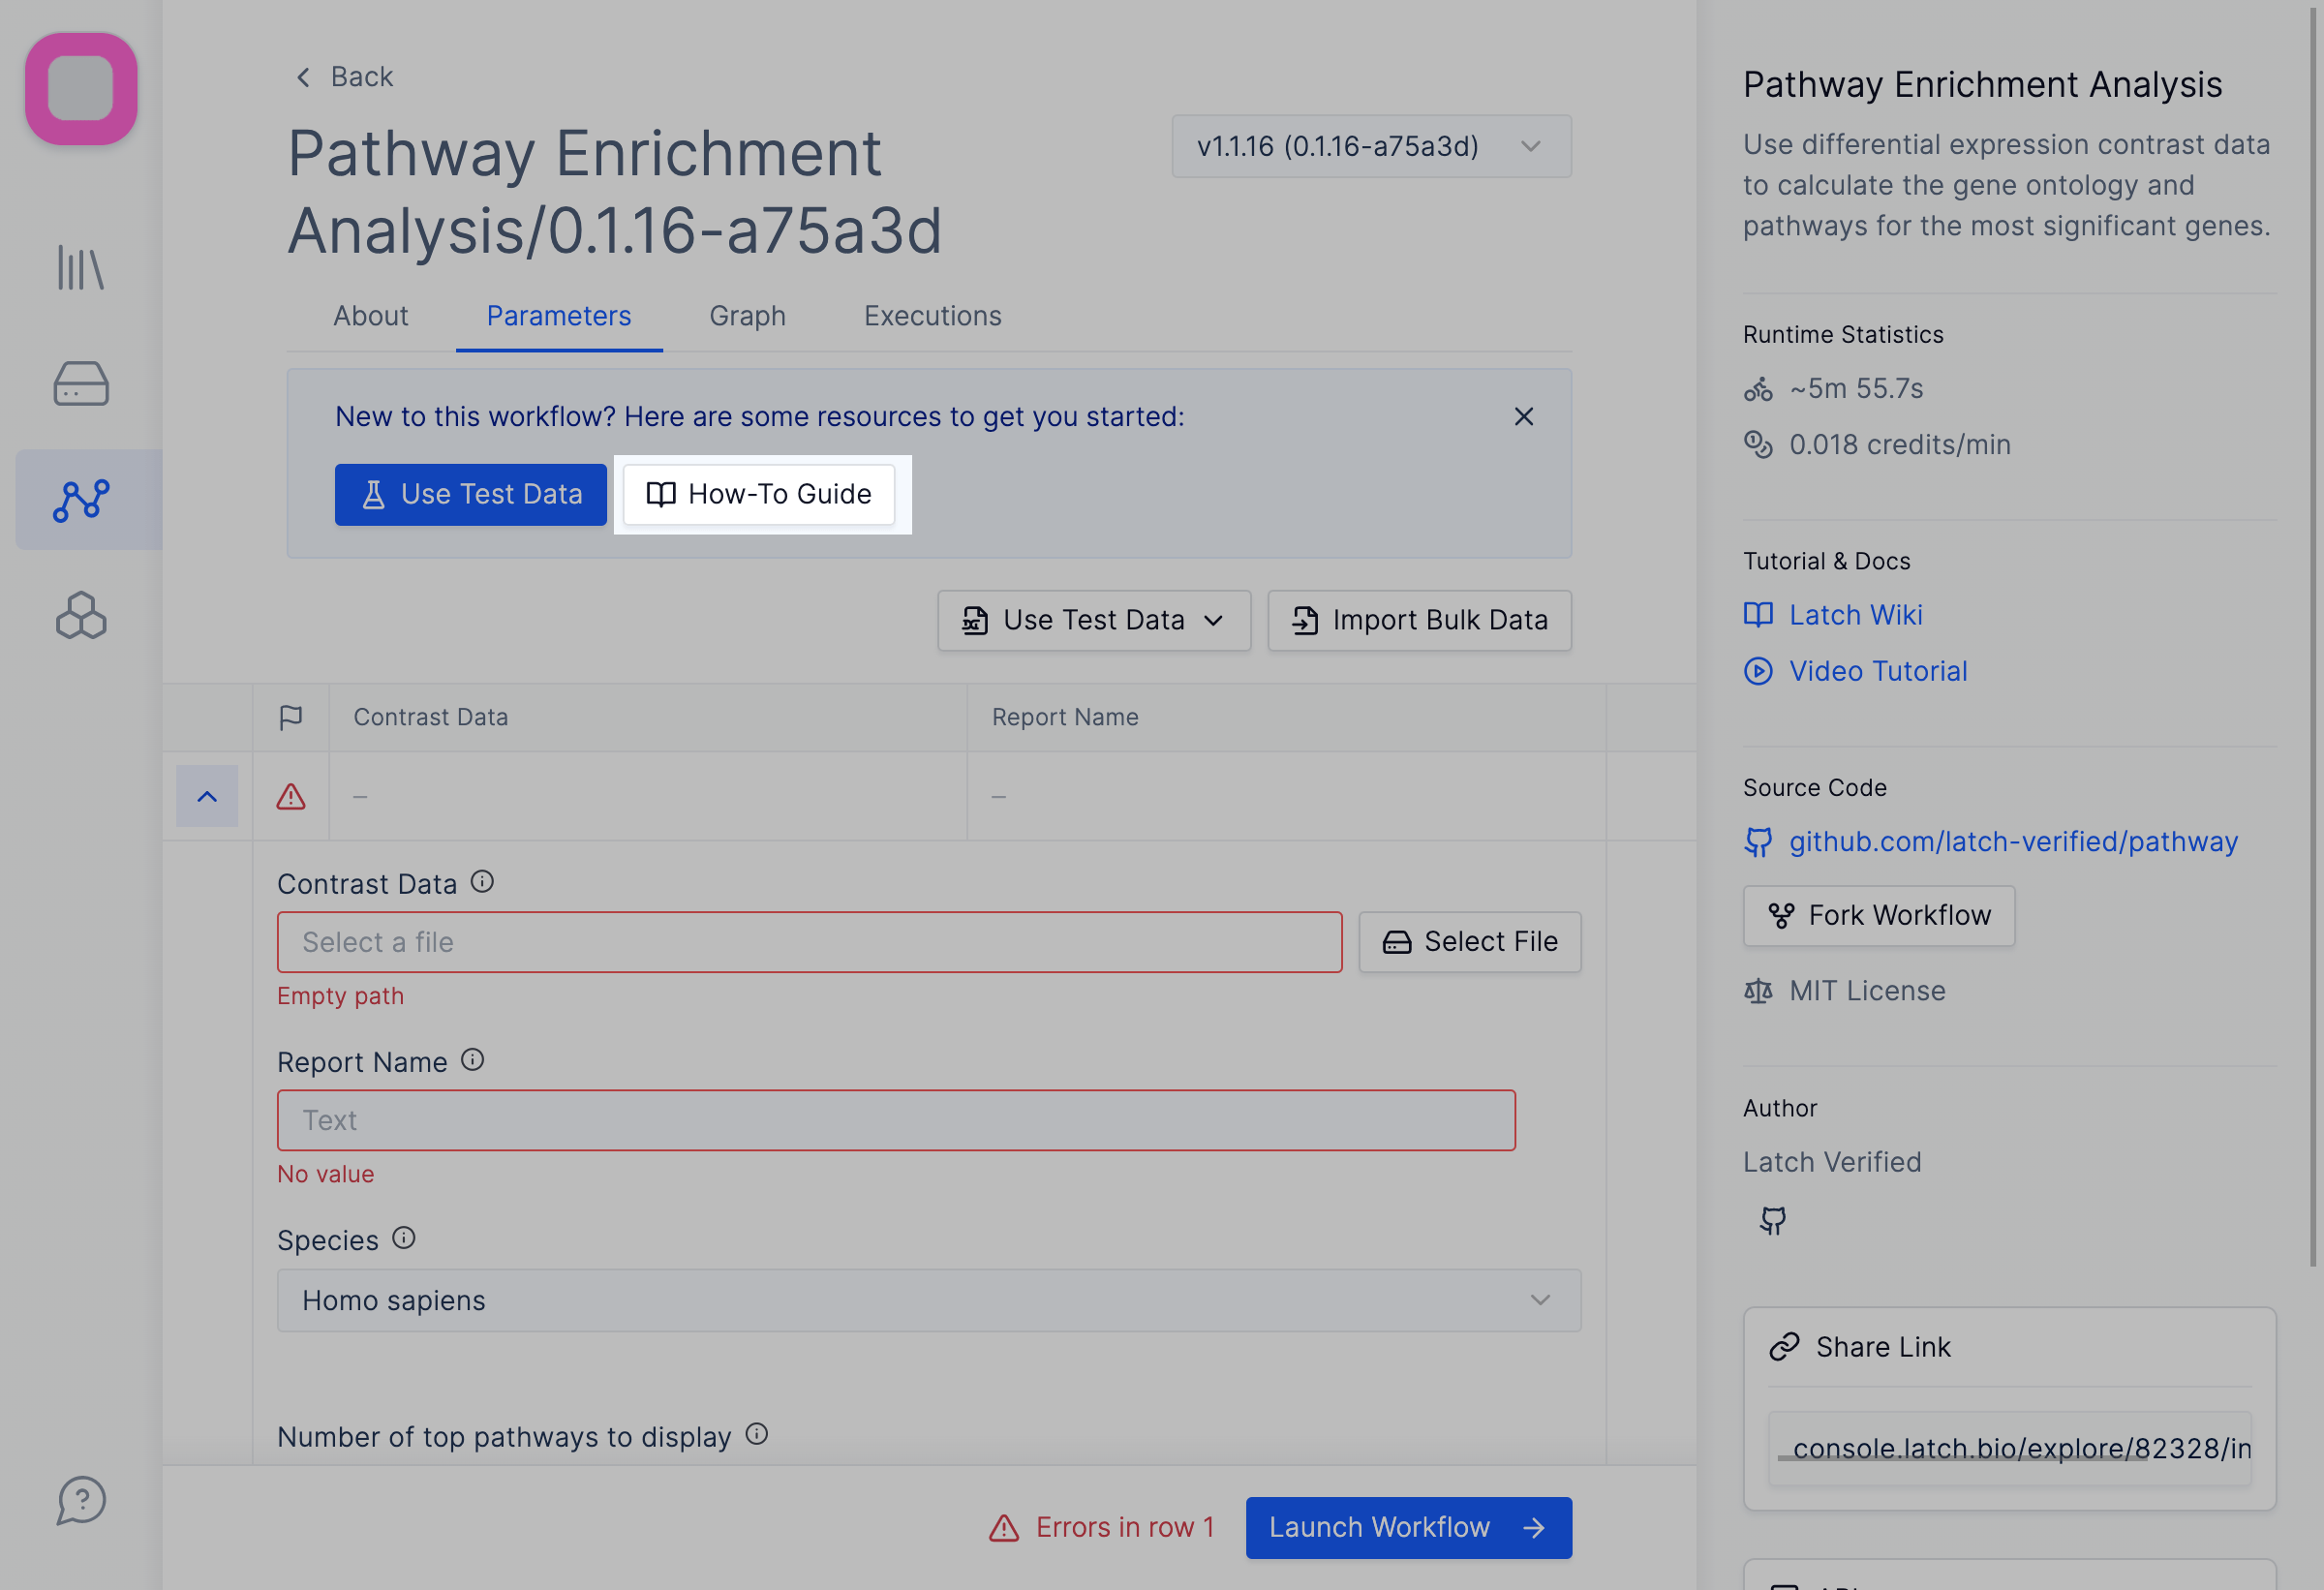 Back
Pathway Enrichment
Analysis/0.1.16-a75a3d
v1.1.16 (0.1.16-a75a3d)
About
Parameters
Graph
Executions
New to this workflow? Here are some resources to get you started:
Use Test Data
How-To Guide
Use Test Data
Import Bulk Data
Contrast Data
Report Name
–
–
Contrast Data
Select a file
Select File
Empty path
Report Name
Text
No value
Species
Homo sapiens
Number of top pathways to display
Errors in row 1
Launch Workflow
Pathway Enrichment Analysis
Use differential expression contrast data
to calculate the gene ontology and
pathways for the most significant genes.
Runtime Statistics
~5m 55.7s
0.018 credits/min
Tutorial & Docs
Latch Wiki
Video Tutorial
Source Code
github.com/latch-verified/pathway
Fork Workflow
MIT License
Author
Latch Verified
Share Link
console.latch.bio/explore/82328/in